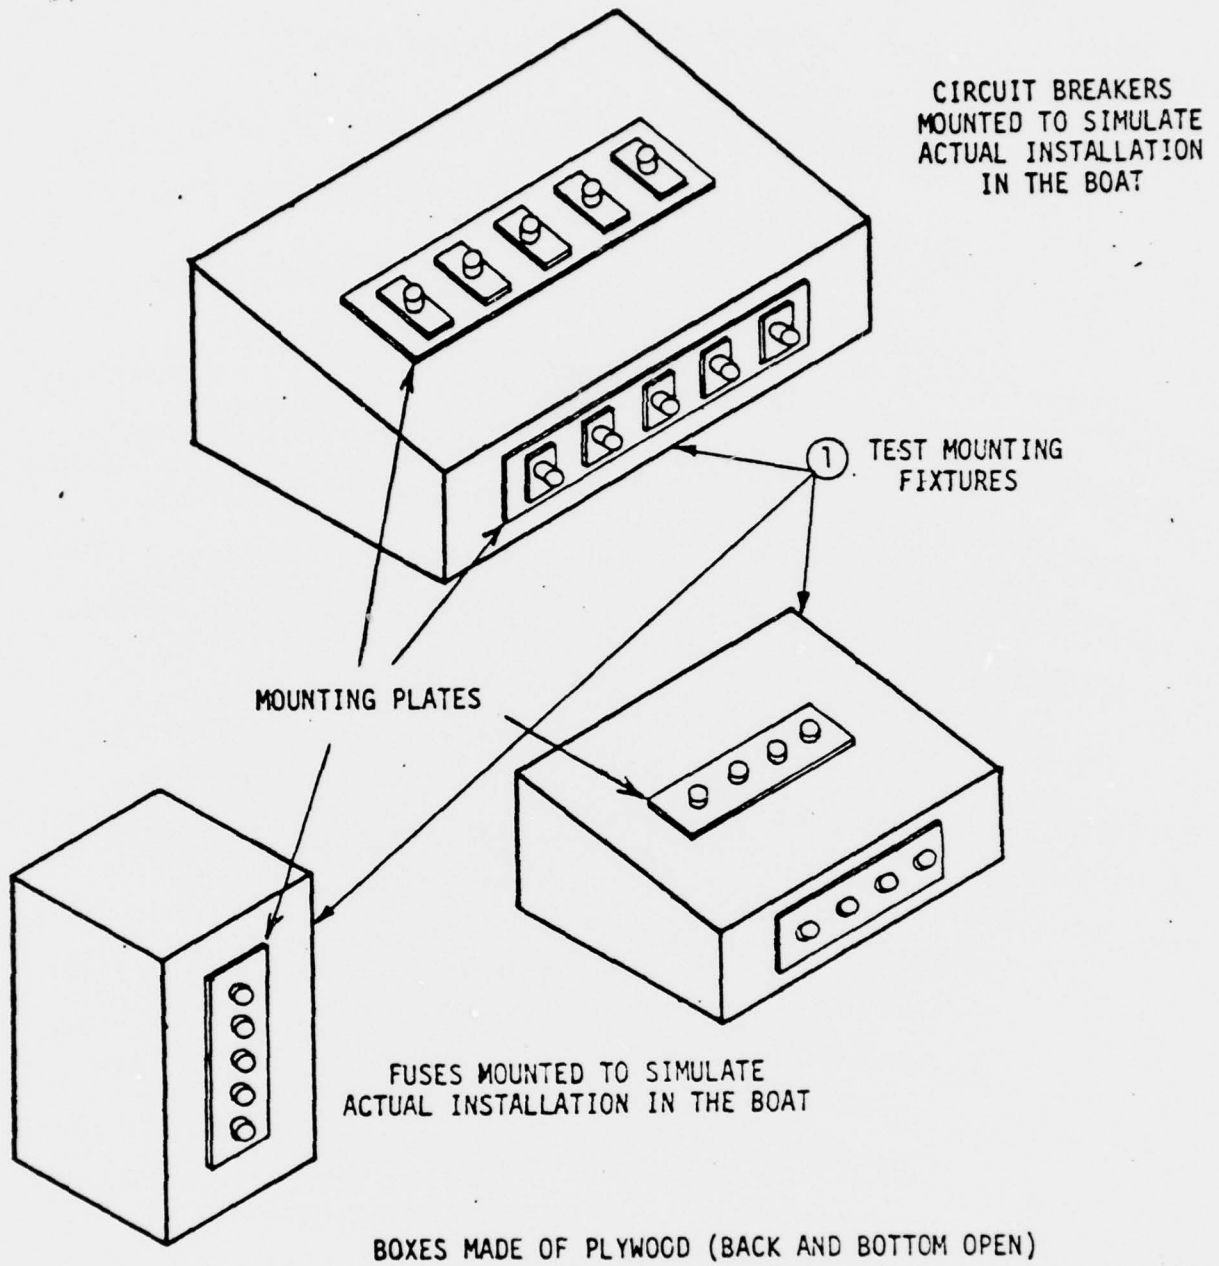 CIRCUIT BREAKERS
MOUNTED TO SIMULATE
ACTUAL INSTALLATION
IN THE BOAT
1 TEST MOUNTING
FIXTURES
MOUNTING PLATES
FUSES MOUNTED TO SIMULATE
ACTUAL INSTALLATION IN THE BOAT
BOXES MADE OF PLYWOOD (BACK AND BOTTOM OPEN)